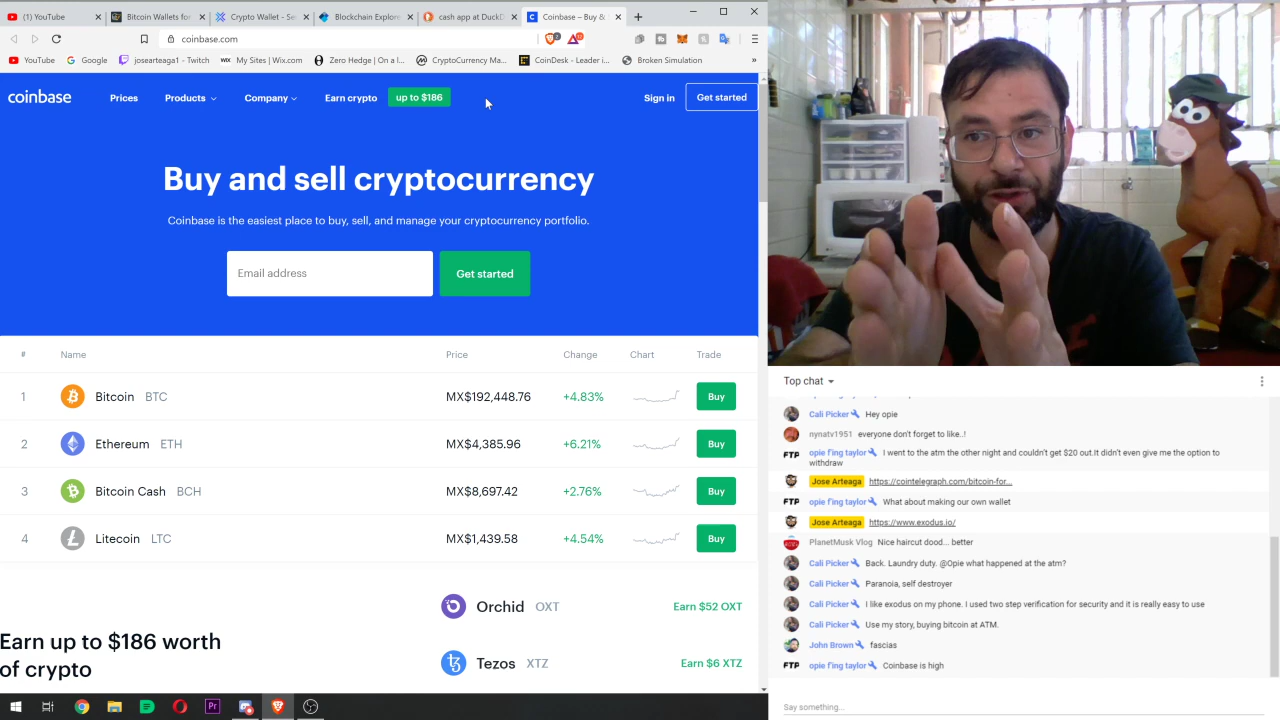 (1) YouTube
Bitcoin Wallets for
Crypto Wallet - Se
Blockchain Explore
cash app at DuckD
Coinbase – Buy & S
coinbase.com
YouTube
Google
josearteaga1 - Twitch
WIX My Sites | Wix.com
Zero Hedge | On a l...
CryptoCurrency Ma...
CoinDesk - Leader i...
Broken Simulation
»
coinbase
Prices
Products
Company
Earn crypto
up to $186
Sign in
Get started
Buy and sell cryptocurrency
Coinbase is the easiest place to buy, sell, and manage your cryptocurrency portfolio.
Email address
Get started
# Name Price Change Chart Trade
1 Bitcoin BTC MX$192,448.76 +4.83% Buy
2 Ethereum ETH MX$4,385.96 +6.21% Buy
3 Bitcoin Cash BCH MX$8,697.42 +2.76% Buy
4 Litecoin LTC MX$1,439.58 +4.54% Buy
Earn up to $186 worth
of crypto
Orchid OXT Earn $52 OXT
Tezos XTZ Earn $6 XTZ
Pr
Top chat
Cali Picker Hey opie
nynatv1951 everyone don't forget to like..!
FTP opie f'ing taylor I went to the atm the other night and couldn't get $20 out.It didn't even give me the option to
withdraw
Jose Arteaga https://cointelegraph.com/bitcoin-for...
FTP opie f'ing taylor What about making our own wallet
Jose Arteaga https://www.exodus.io/
PlanetMusk Vlog Nice haircut dood... better
Cali Picker Back. Laundry duty. @Opie what happened at the atm?
Cali Picker Paranoia, self destroyer
Cali Picker I like exodus on my phone. I used two step verification for security and it is really easy to use
Cali Picker Use my story, buying bitcoin at ATM.
John Brown fascias
FTP opie f'ing taylor Coinbase is high
Say something...